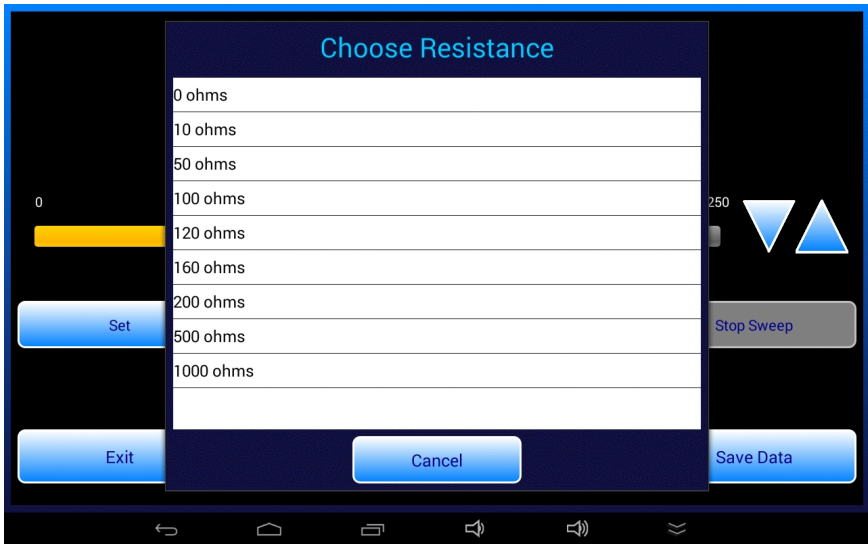 Choose Resistance
0 ohms
10 ohms
50 ohms
100 ohms
120 ohms
160 ohms
200 ohms
500 ohms
1000 ohms
0
250
Set
Stop Sweep
Exit
Cancel
Save Data